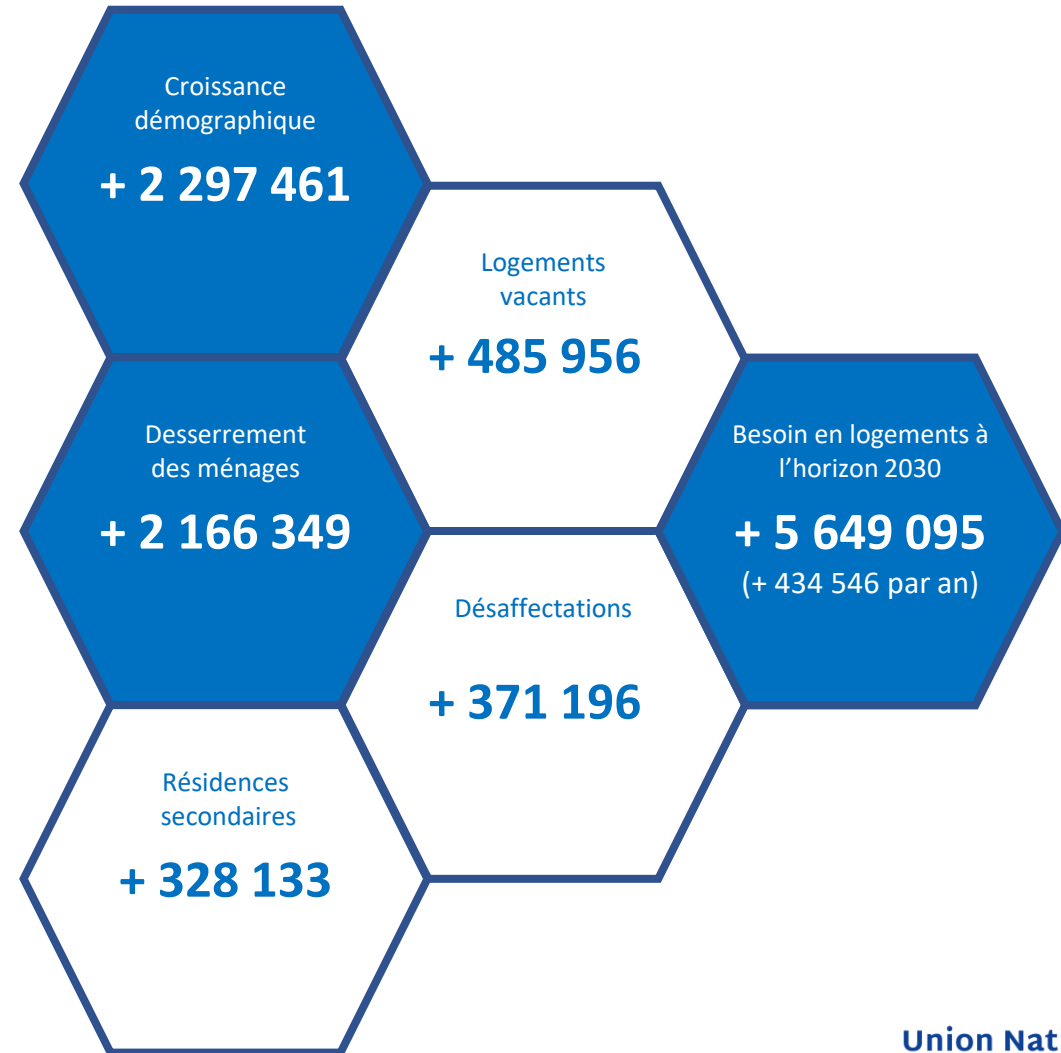 Croissance
démographique
+ 2 297 461
Logements
vacants
+ 485 956
Desserrement
des ménages
+ 2 166 349
Besoin en logements à
l’horizon 2030
+ 5 649 095
(+ 434 546 par an)
Désaffectations
+ 371 196
Résidences
secondaires
+ 328 133
Union Nat